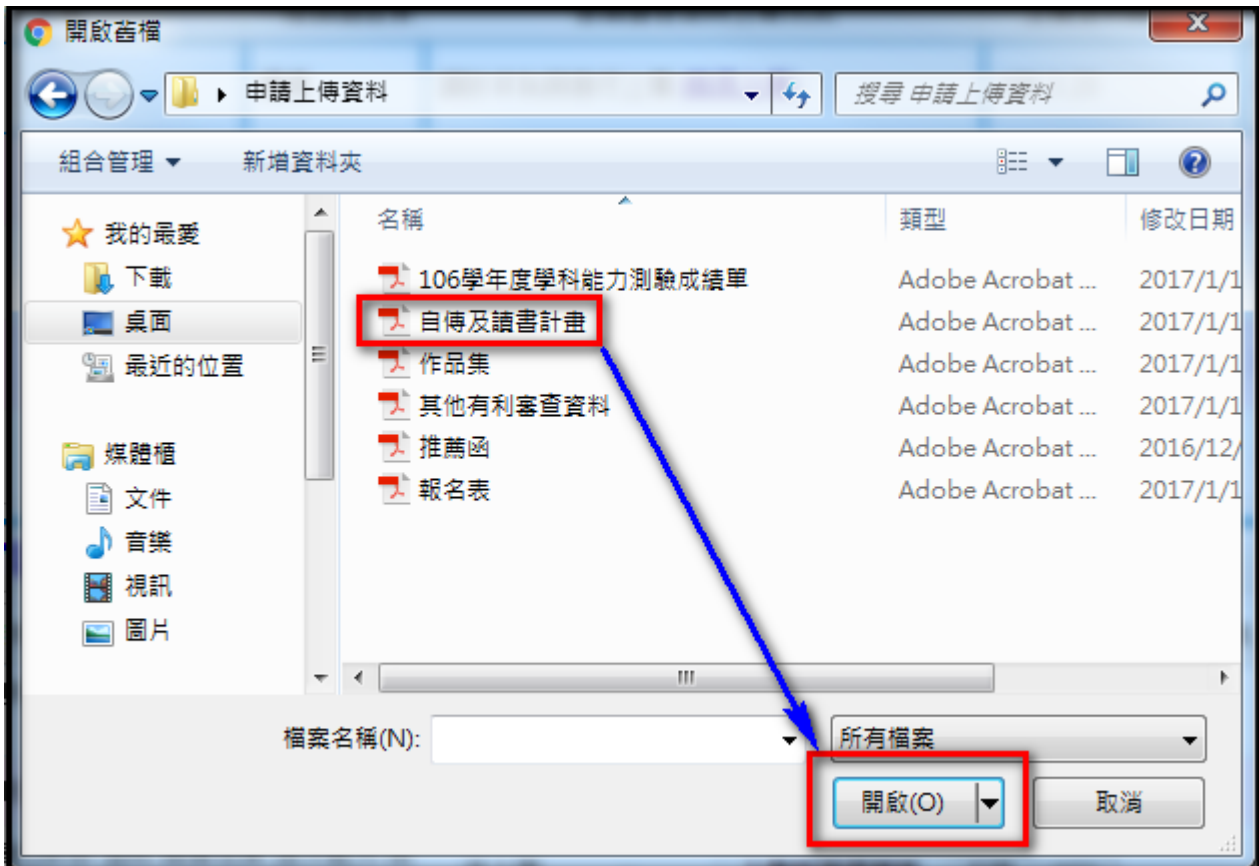 開啟舊檔
申請上傳資料
搜尋 申請上傳資料
組合管理 新增資料夾
名稱 類型 修改日期
我的最愛
下載
桌面
最近的位置
媒體櫃
文件
音樂
視訊
圖片
106學年度學科能力測驗成績單 Adobe Acrobat ... 2017/1/1
自傳及讀書計畫 Adobe Acrobat ... 2017/1/1
作品集 Adobe Acrobat ... 2017/1/1
其他有利審查資料 Adobe Acrobat ... 2017/1/1
推薦函 Adobe Acrobat ... 2016/12/
報名表 Adobe Acrobat ... 2017/1/1
檔案名稱(N): 所有檔案
開啟(O) 取消